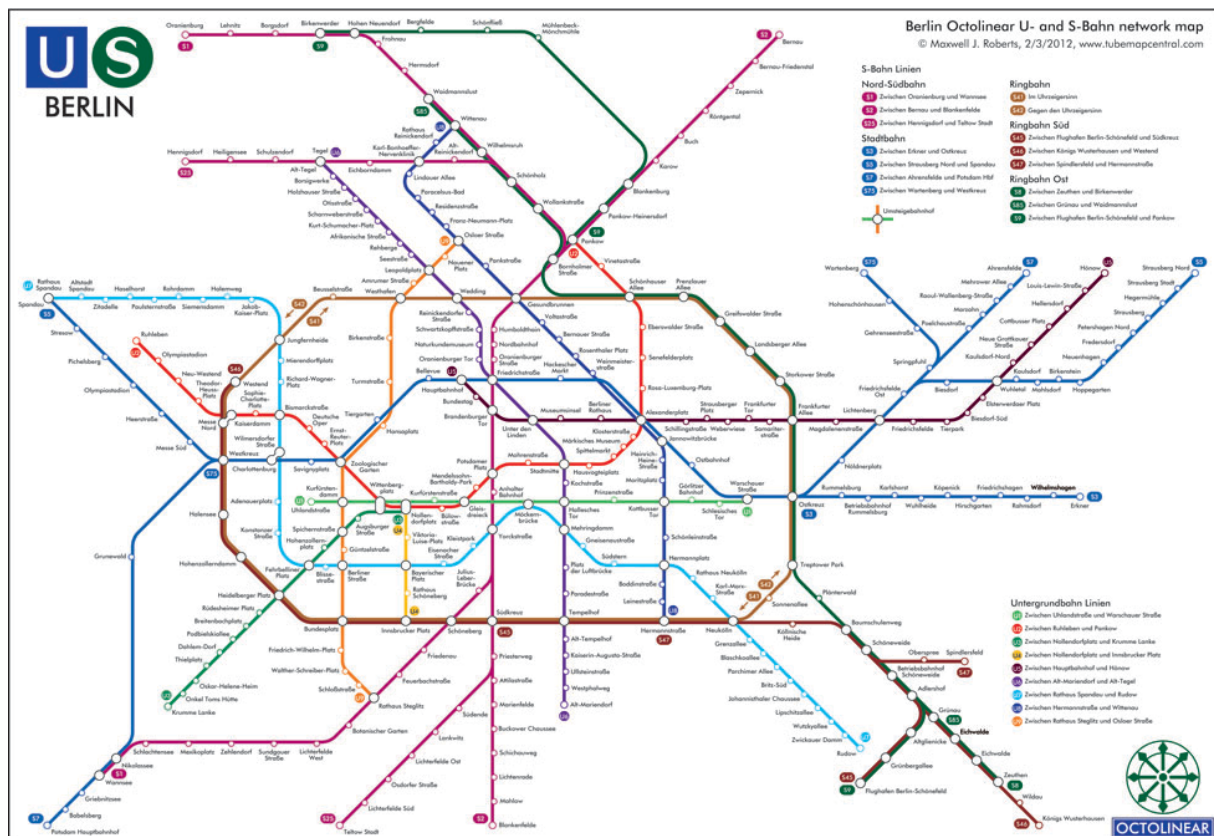 U S
BERLIN
Berlin Octolinear U- and S-Bahn network map
© Maxwell J. Roberts, 2/3/2012, www.tubemapcentral.com
S-Bahn Linien
Nord-Südbahn
S1 Zwischen Oranienburg und Wannsee
S2 Zwischen Bernau und Blankenfelde
S25 Zwischen Hennigsdorf und Teltow Stadt
Stadtbahn
S3 Zwischen Erkner und Ostkreuz
S5 Zwischen Strausberg Nord und Spandau
S7 Zwischen Ahrensfelde und Potsdam Hbf
S75 Zwischen Wartenberg und Westkreuz
Umsteigebahnhof
Ringbahn
S41 Im Uhrzeigersinn
S42 Gegen den Uhrzeigersinn
Ringbahn Süd
S45 Zwischen Flughafen Berlin-Schönefeld und Südkreuz
S46 Zwischen Königs Wusterhausen und Westend
S47 Zwischen Spindlersfeld und Hermannstraße
Ringbahn Ost
S8 Zwischen Zeuthen und Birkenwerder
S85 Zwischen Grünau und Waidmannslust
S9 Zwischen Flughafen Berlin-Schönefeld und Pankow
Oranienburg
Lehnitz
Borgsdorf
Birkenwerder
Hohen Neuendorf
Bergfelde
Schönfließ
Mühlenbeck-
Mönchmühle
Frohnau
Hermsdorf
Waidmannslust
Wittenau
Wilhelmsruh
Schönholz
Wollankstraße
Bernau
Bernau-Friedenstal
Zepernick
Röntgental
Buch
Karow
Blankenburg
Pankow-Heinersdorf
Pankow
Vinetastraße
Bornholmer
Straße
Schönhauser
Allee
Prenzlauer
Allee
Greifswalder Straße
Landsberger Allee
Storkower Straße
Frankfurter
Allee
Hennigsdorf
Heiligensee
Schulzendorf
Tegel
Eichborndamm
Karl-Bonhoeffer-
Nervenklinik
Alt-
Reinickendorf
Rathaus
Reinickendorf
Alt-Tegel
Borsigwerke
Holzhauser Straße
Otisstraße
Scharnweberstraße
Kurt-Schumacher-Platz
Afrikanische Straße
Rehberge
Seestraße
Leopoldplatz
Lindauer Allee
Paracelsus-Bad
Residenzstraße
Franz-Neumann-Platz
Osloer Straße
Nauener
Platz
Pankstraße
Amrumer Straße
Westhafen
Wedding
Gesundbrunnen
Beusselstraße
Jungfernheide
Rathaus
Spandau
Spandau
Altstadt
Spandau
Zitadelle
Haselhorst
Paulsternstraße
Rohrdamm
Siemensdamm
Halemweg
Jakob-
Kaiser-Platz
Stresow
Pichelsberg
Olympiastadion
Heerstraße
Messe Süd
Westkreuz
Ruhleben
Olympiastadion
Neu-Westend
Theodor-
Heuss-
Platz
Westend
Sophie-
Charlotte-
Platz
Messe
Nord
Kaiserdamm
Bismarckstraße
Deutsche
Oper
Ernst-
Reuter-
Platz
Mierendorffplatz
Richard-Wagner-
Platz
Wilmersdorfer
Straße
Charlottenburg
Savignyplatz
Zoologischer
Garten
Birkenstraße
Turmstraße
Tiergarten
Hansaplatz
Bellevue
Hauptbahnhof
Bundestag
Brandenburger
Tor
Reinickendorfer
Straße
Schwartzkopffstraße
Naturkundemuseum
Oranienburger Tor
Friedrichstraße
Humboldthain
Nordbahnhof
Oranienburger
Straße
Hackescher
Markt
Voltastraße
Bernauer Straße
Rosenthaler Platz
Weinmeister-
straße
Eberswalder Straße
Senefelderplatz
Rosa-Luxemburg-Platz
Alexanderplatz
Unter den
Linden
Museumsinsel
Berliner
Rathaus
Klosterstraße
Märkisches Museum
Spittelmarkt
Hausvogteiplatz
Stadtmitte
Mohrenstraße
Potsdamer
Platz
Mendelssohn-
Bartholdy-Park
Anhalter
Bahnhof
Gleis-
dreieck
Kochstraße
Schillingstraße
Strausberger
Platz
Weberwiese
Frankfurter
Tor
Samariter-
straße
Jannowitzbrücke
Ostbahnhof
Warschauer
Straße
Heinrich-
Heine-
Straße
Moritzplatz
Kottbusser
Tor
Görlitzer
Bahnhof
Schlesisches
Tor
Prinzenstraße
Hallesches
Tor
Möckern-
brücke
Kurfürstenstraße
Bülow-
straße
Nollen-
dorfplatz
Wittenberg-
platz
Kurfürsten-
damm
Uhlandstraße
Augsburger
Straße
Spichernstraße
Hohenzollern-
platz
Güntzelstraße
Berliner
Straße
Blisse-
straße
Fehrbelliner
Platz
Adenauerplatz
Konstanzer
Straße
Viktoria-
Luise-Platz
Bayerischer
Platz
Rathaus
Schöneberg
Innsbrucker Platz
Eisenacher
Straße
Kleistpark
Yorckstraße
Julius-
Leber-
Brücke
Mehringdamm
Gneisenaustraße
Südstern
Hermannplatz
Schönleinstraße
Platz
der Luftbrücke
Paradestraße
Tempelhof
Alt-Tempelhof
Kaiserin-Augusta-Straße
Ullsteinstraße
Westphalweg
Alt-Mariendorf
Boddinstraße
Leinestraße
Hermannstraße
Rathaus Neukölln
Karl-Marx-
Straße
Neukölln
Sonnenallee
Treptower Park
Plänterwald
Baumschulenweg
Köllnische
Heide
Schöneweide
Oberspree
Spindlersfeld
Betriebsbahnhof
Schöneweide
Adlershof
Grünau
Eichwalde
Eichwalde
Altglienicke
Grünbergallee
Flughafen Berlin-Schönefeld
Zeuthen
Wildau
Königs Wusterhausen
Grenzallee
Blaschkoallee
Parchimer Allee
Britz-Süd
Johannisthaler Chaussee
Lipschitzallee
Wutzkyallee
Zwickauer Damm
Rudow
Halensee
Hohenzollerndamm
Heidelberger Platz
Rüdesheimer Platz
Breitenbachplatz
Podbielskiallee
Dahlem-Dorf
Thielplatz
Oskar-Helene-Heim
Onkel Toms Hütte
Krumme Lanke
Bundesplatz
Friedrich-Wilhelm-Platz
Walther-Schreiber-Platz
Schloßstraße
Rathaus Steglitz
Schöneberg
Friedenau
Feuerbachstraße
Botanischer Garten
Lichterfelde
West
Sundgauer
Straße
Zehlendorf
Mexikoplatz
Schlachtensee
Nikolassee
Wannsee
Grunewald
Griebnitzsee
Babelsberg
Potsdam Hauptbahnhof
Südkreuz
Priesterweg
Attilastraße
Marienfelde
Buckower Chaussee
Schichauweg
Lichtenrade
Mahlow
Blankenfelde
Südende
Lankwitz
Lichterfelde Ost
Osdorfer Straße
Lichterfelde Süd
Teltow Stadt
Wartenberg
Hohenschönhausen
Gehrenseestraße
Ahrensfelde
Mehrower Allee
Raoul-Wallenberg-Straße
Marzahn
Poelchaustraße
Springpfuhl
Friedrichsfelde
Ost
Hönow
Louis-Lewin-Straße
Hellersdorf
Cottbusser Platz
Neue Grottkauer
Straße
Kaulsdorf-Nord
Wuhletal
Kaulsdorf
Mahlsdorf
Birkenstein
Hoppegarten
Neuenhagen
Fredersdorf
Petershagen Nord
Strausberg
Hegermühle
Strausberg Stadt
Strausberg Nord
Biesdorf
Elsterwerdaer Platz
Biesdorf-Süd
Tierpark
Friedrichsfelde
Lichtenberg
Magdalenenstraße
Nöldnerplatz
Ostkreuz
Rummelsburg
Betriebsbahnhof
Rummelsburg
Karlshorst
Wuhlheide
Köpenick
Hirschgarten
Friedrichshagen
Rahnsdorf
Wilhelmshagen
Erkner
Untergrundbahn Linien
U1 Zwischen Uhlandstraße und Warschauer Straße
U2 Zwischen Ruhleben und Pankow
U3 Zwischen Nollendorfplatz und Krumme Lanke
U4 Zwischen Nollendorfplatz und Innsbrucker Platz
U5 Zwischen Hauptbahnhof und Hönow
U6 Zwischen Alt-Mariendorf und Alt-Tegel
U7 Zwischen Rathaus Spandau und Rudow
U8 Zwischen Hermannstraße und Wittenau
U9 Zwischen Rathaus Steglitz und Osloer Straße
OCTOLINEAR